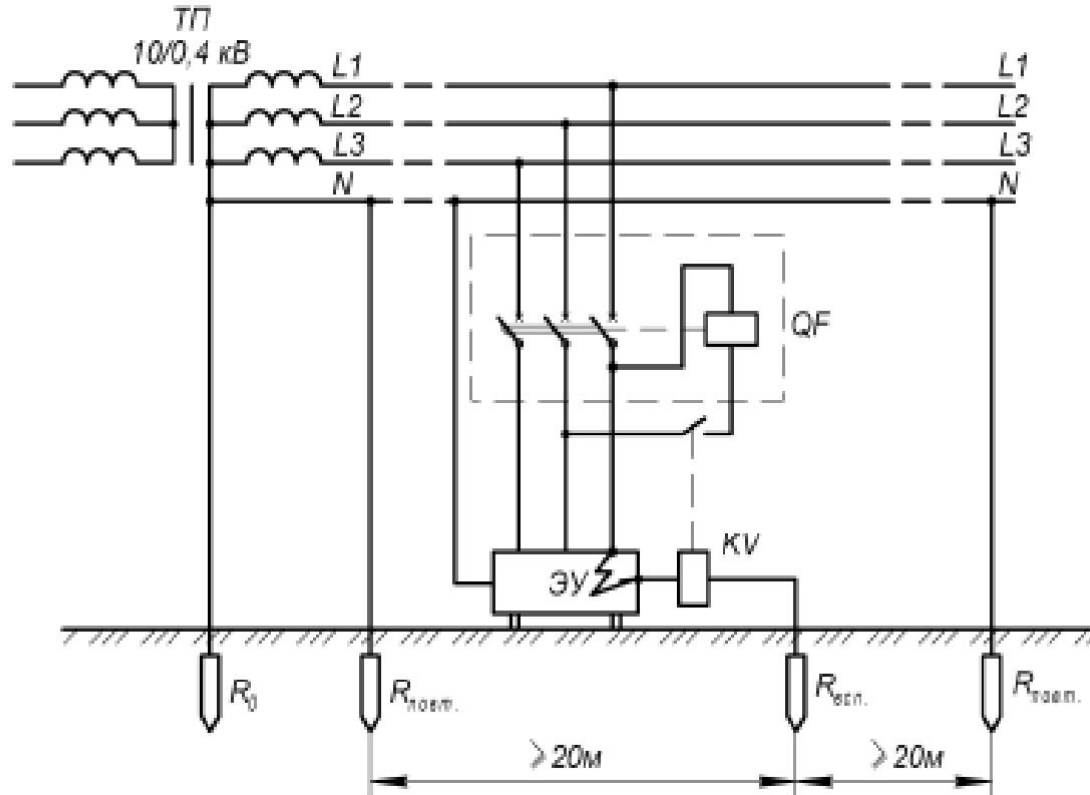 ТП
10/0,4 кВ
L1
L1
L2
L2
L3
L3
N
N
QF
KV
ЭУ
R₀
Rповт.
Rвсп.
Rповт.
⩾20м
⩾20м